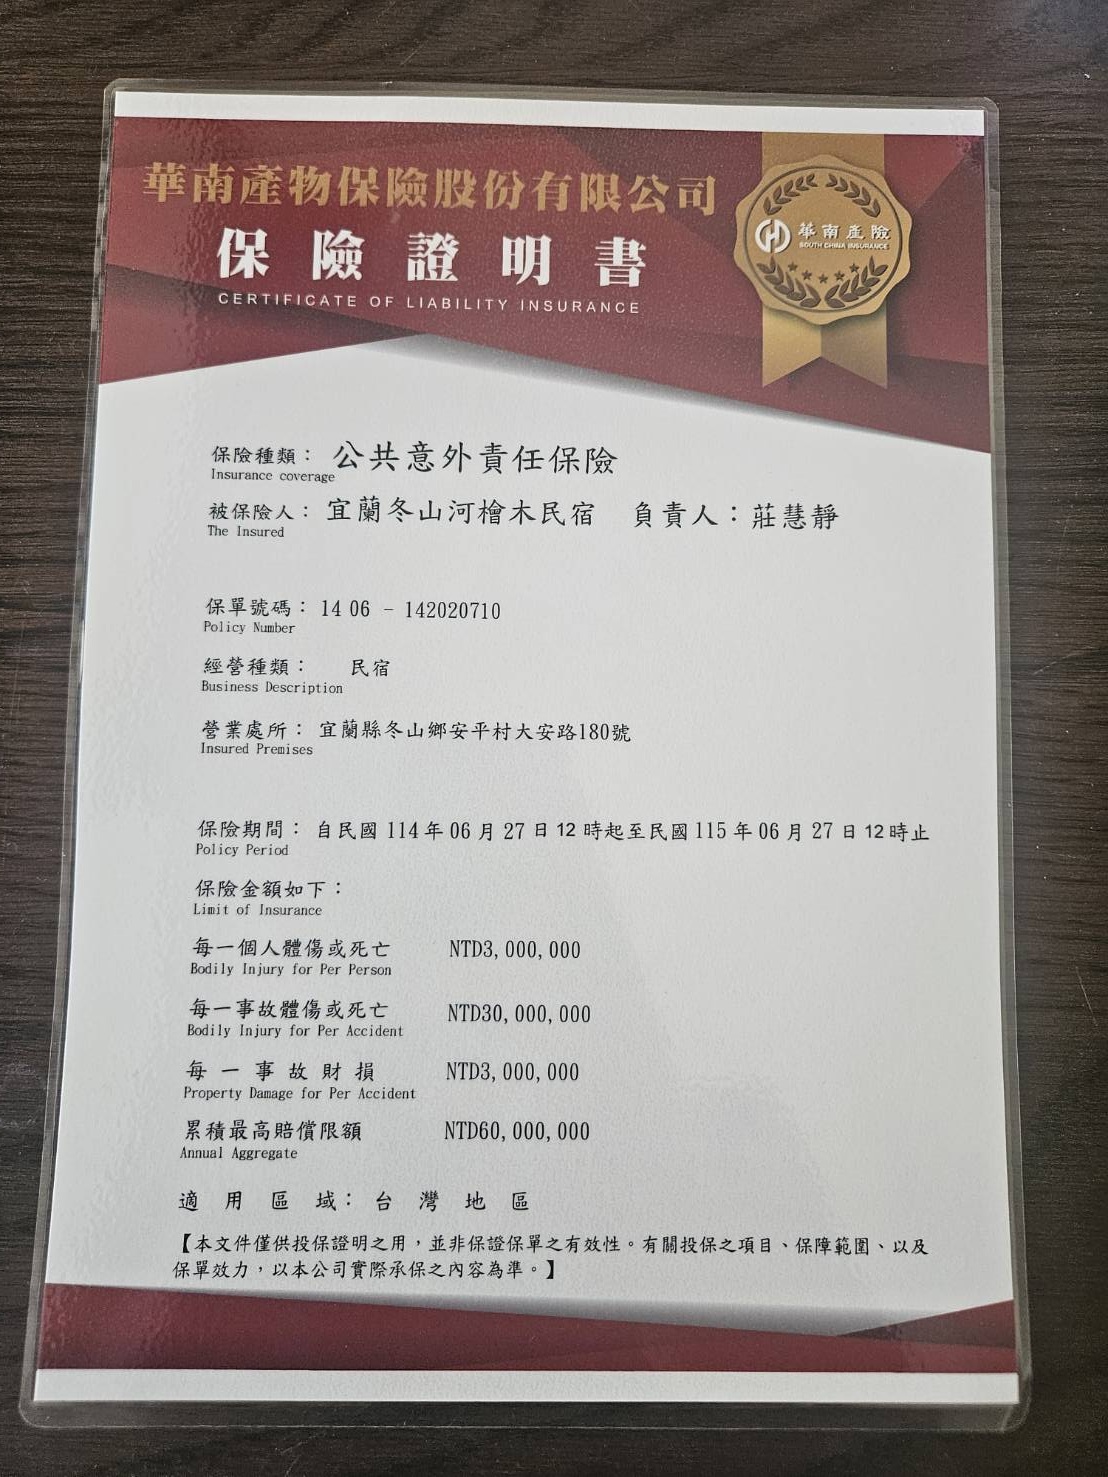 華南產物保險股份有限公司
保險證明書
CERTIFICATE OF LIABILITY INSURANCE
華南產險
SOUTH CHINA INSURANCE
保險種類： 公共意外責任保險
Insurance coverage
被保險人： 宜蘭冬山河檜木民宿 負責人：莊慧靜
The Insured
保單號碼： 14 06 - 142020710
Policy Number
經營種類： 民宿
Business Description
營業處所： 宜蘭縣冬山鄉安平村大安路180號
Insured Premises
保險期間： 自民國 114 年 06 月 27 日 12 時起至民國 115 年 06 月 27 日 12 時止
Policy Period
保險金額如下：
Limit of Insurance
每一個人體傷或死亡 NTD3,000,000
Bodily Injury for Per Person
每一事故體傷或死亡 NTD30,000,000
Bodily Injury for Per Accident
每一事故財損 NTD3,000,000
Property Damage for Per Accident
累積最高賠償限額 NTD60,000,000
Annual Aggregate
適用區域：台灣地區
【本文件僅供投保證明之用，並非保證保單之有效性。有關投保之項目、保障範圍、以及
保單效力，以本公司實際承保之內容為準。】